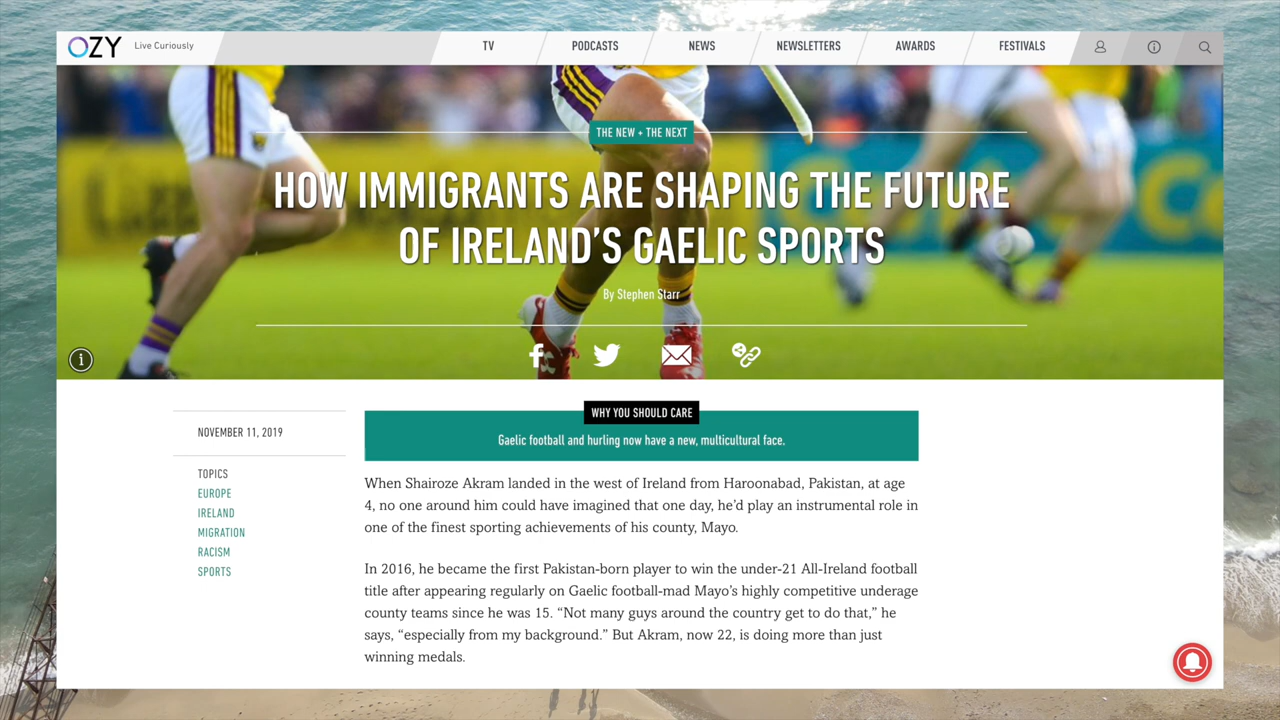 OZY Live Curiously TV PODCASTS NEWS NEWSLETTERS AWARDS FESTIVALS
THE NEW + THE NEXT
HOW IMMIGRANTS ARE SHAPING THE FUTURE
OF IRELAND'S GAELIC SPORTS
By Stephen Starr
NOVEMBER 11, 2019
TOPICS
EUROPE
IRELAND
MIGRATION
RACISM
SPORTS
WHY YOU SHOULD CARE
Gaelic football and hurling now have a new, multicultural face.
When Shairoze Akram landed in the west of Ireland from Haroonabad, Pakistan, at age
4, no one around him could have imagined that one day, he'd play an instrumental role in
one of the finest sporting achievements of his county, Mayo.
In 2016, he became the first Pakistan-born player to win the under-21 All-Ireland football
title after appearing regularly on Gaelic football-mad Mayo's highly competitive underage
county teams since he was 15. “Not many guys around the country get to do that,” he
says, “especially from my background.” But Akram, now 22, is doing more than just
winning medals.